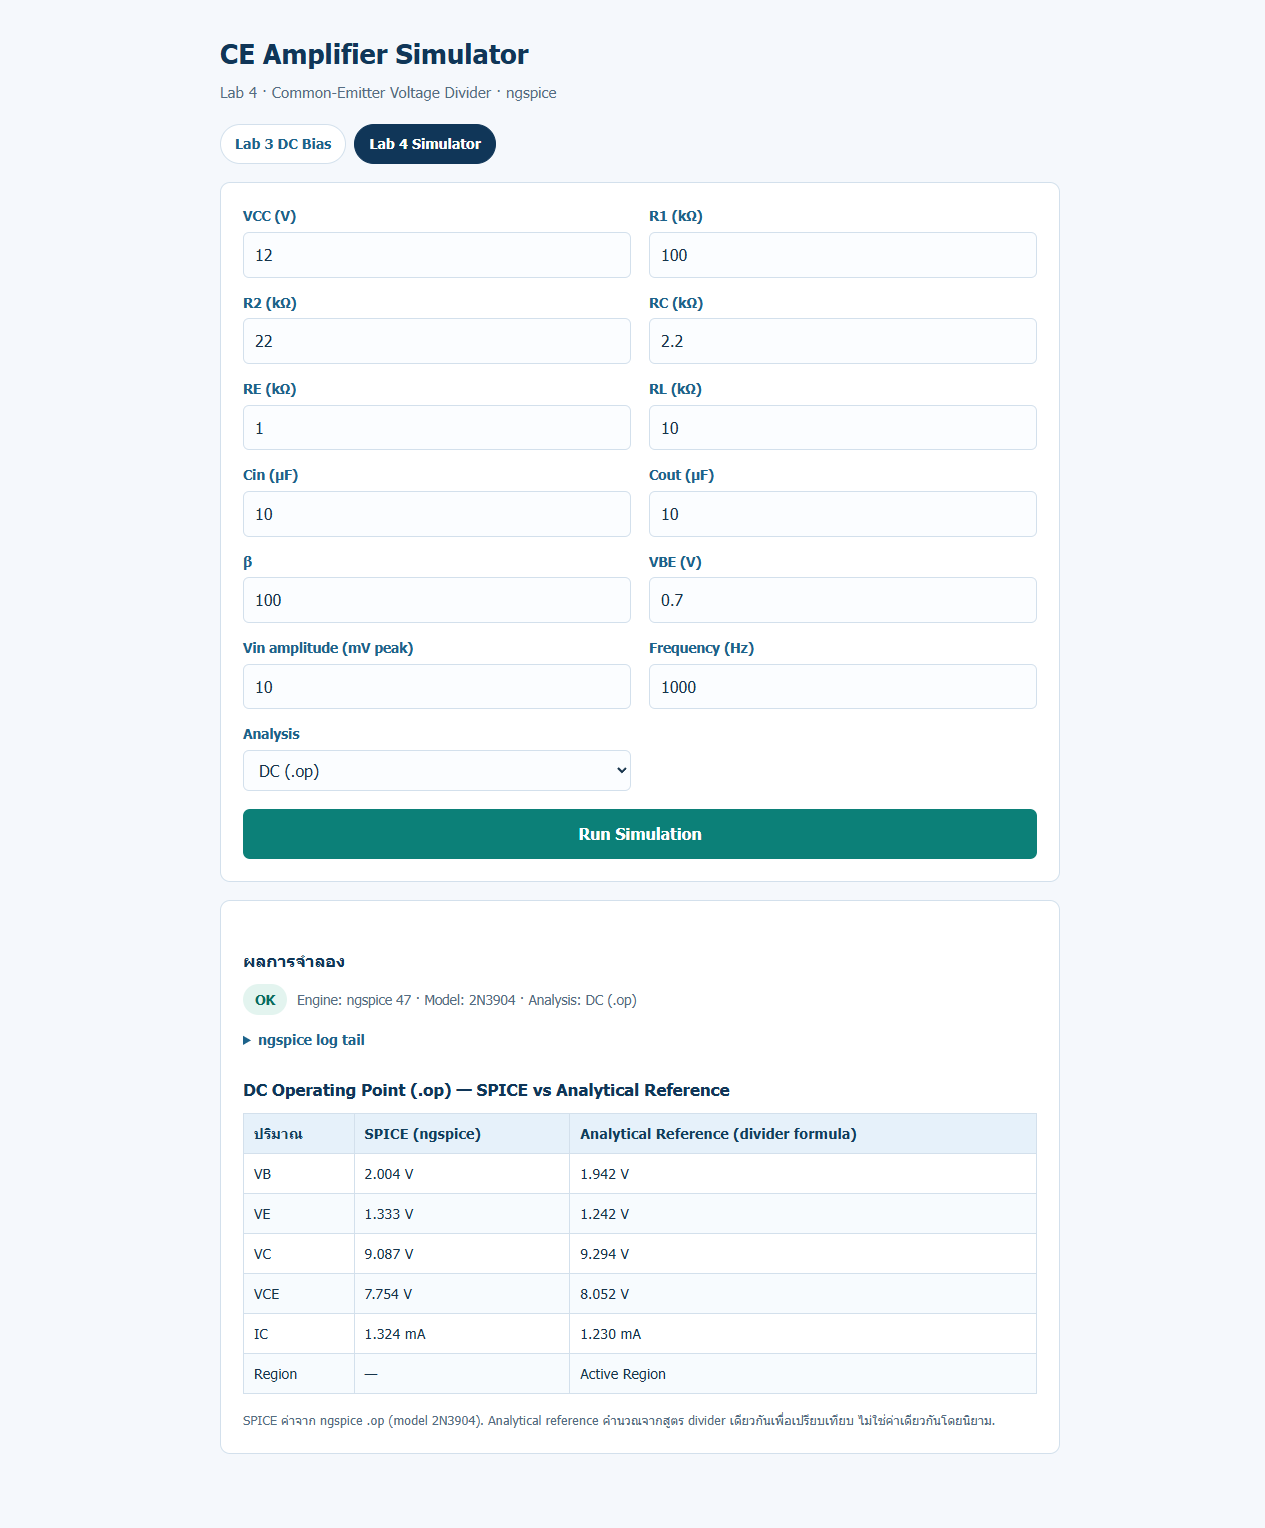 CE Amplifier Simulator
Lab 4 · Common-Emitter Voltage Divider · ngspice
Lab 3 DC Bias
Lab 4 Simulator
VCC (V)
R1 (kΩ)
12
100
R2 (kΩ)
RC (kΩ)
22
2.2
RE (kΩ)
RL (kΩ)
1
10
Cin (µF)
Cout (µF)
10
10
β
VBE (V)
100
0.7
Vin amplitude (mV peak)
Frequency (Hz)
10
1000
Analysis
DC (.op)
Run Simulation
ผลการจำลอง
OK Engine: ngspice 47 · Model: 2N3904 · Analysis: DC (.op)
▶ ngspice log tail
DC Operating Point (.op) — SPICE vs Analytical Reference
ปริมาณ SPICE (ngspice) Analytical Reference (divider formula)
VB 2.004 V 1.942 V
VE 1.333 V 1.242 V
VC 9.087 V 9.294 V
VCE 7.754 V 8.052 V
IC 1.324 mA 1.230 mA
Region — Active Region
SPICE ค่าจาก ngspice .op (model 2N3904). Analytical reference คำนวณจากสูตร divider เดียวกันเพื่อเปรียบเทียบ ไม่ใช่ค่าเดียวกันโดยนิยาม.